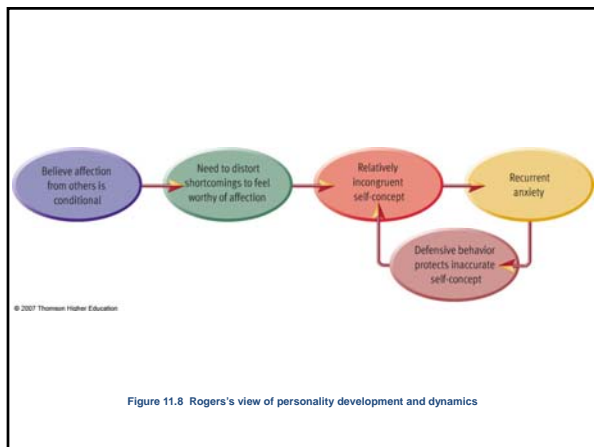 Believe affection
from others is
conditional
Need to distort
shortcomings to feel
worthy of affection
Relatively
incongruent
self-concept
Recurrent
anxiety
Defensive behavior
protects inaccurate
self-concept
© 2007 Thomson Higher Education
Figure 11.8 Rogers's view of personality development and dynamics